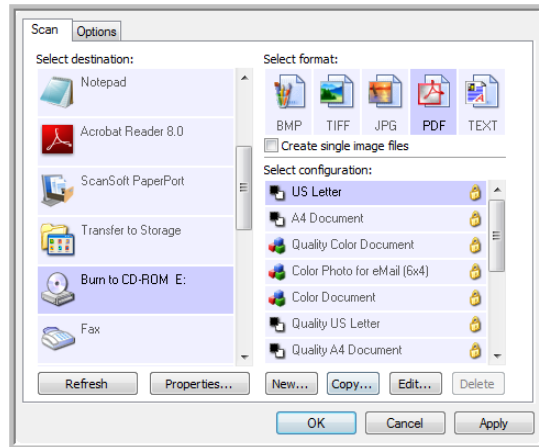 Scan Options
Select destination:
Notepad
Acrobat Reader 8.0
ScanSoft PaperPort
Transfer to Storage
Burn to CD-ROM E:
Fax
Refresh Properties...
Select format:
BMP TIFF JPG PDF TEXT
Create single image files
Select configuration:
US Letter
A4 Document
Quality Color Document
Color Photo for eMail (6x4)
Color Document
Quality US Letter
Quality A4 Document
New... Copy... Edit... Delete
OK Cancel Apply